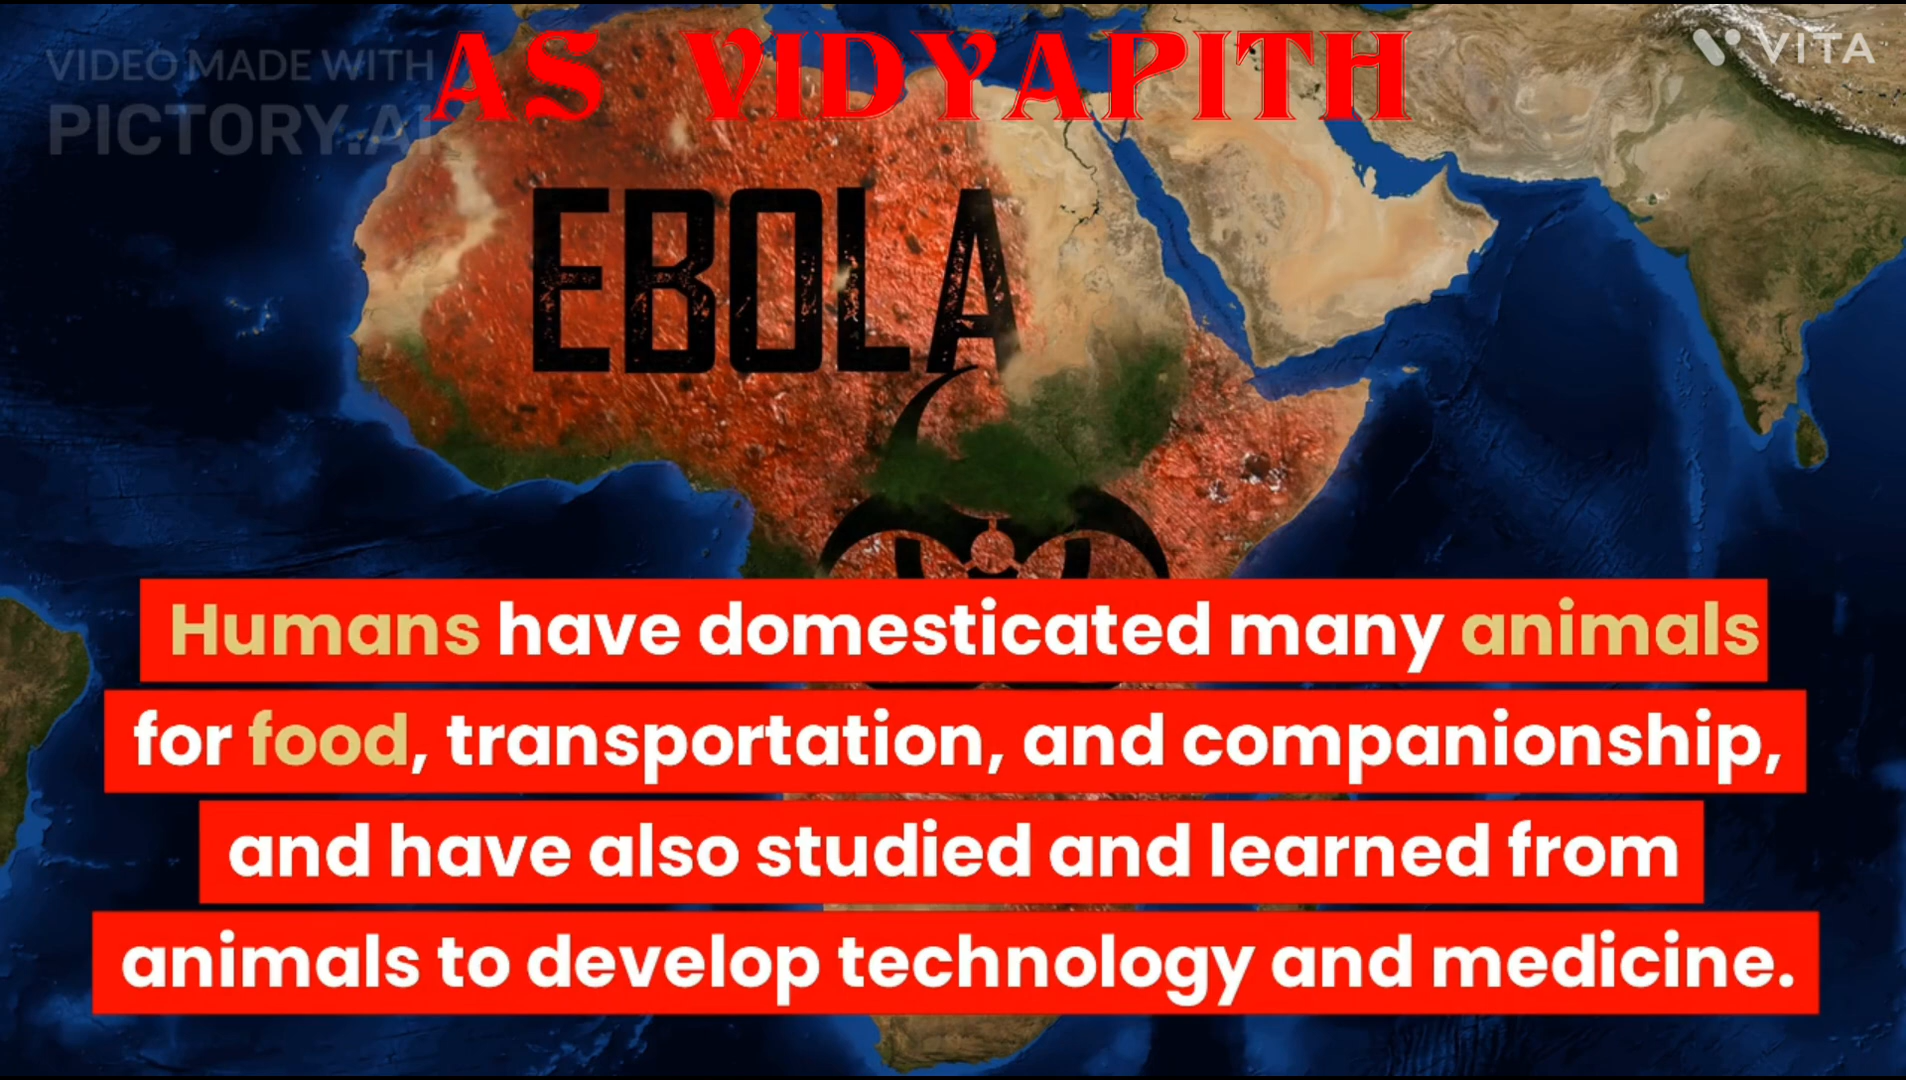 VIDEO MADE WITH
PICTORY.AI
AS VIDYAPITH
VITA
EBOLA
Humans have domesticated many animals
for food, transportation, and companionship,
and have also studied and learned from
animals to develop technology and medicine.